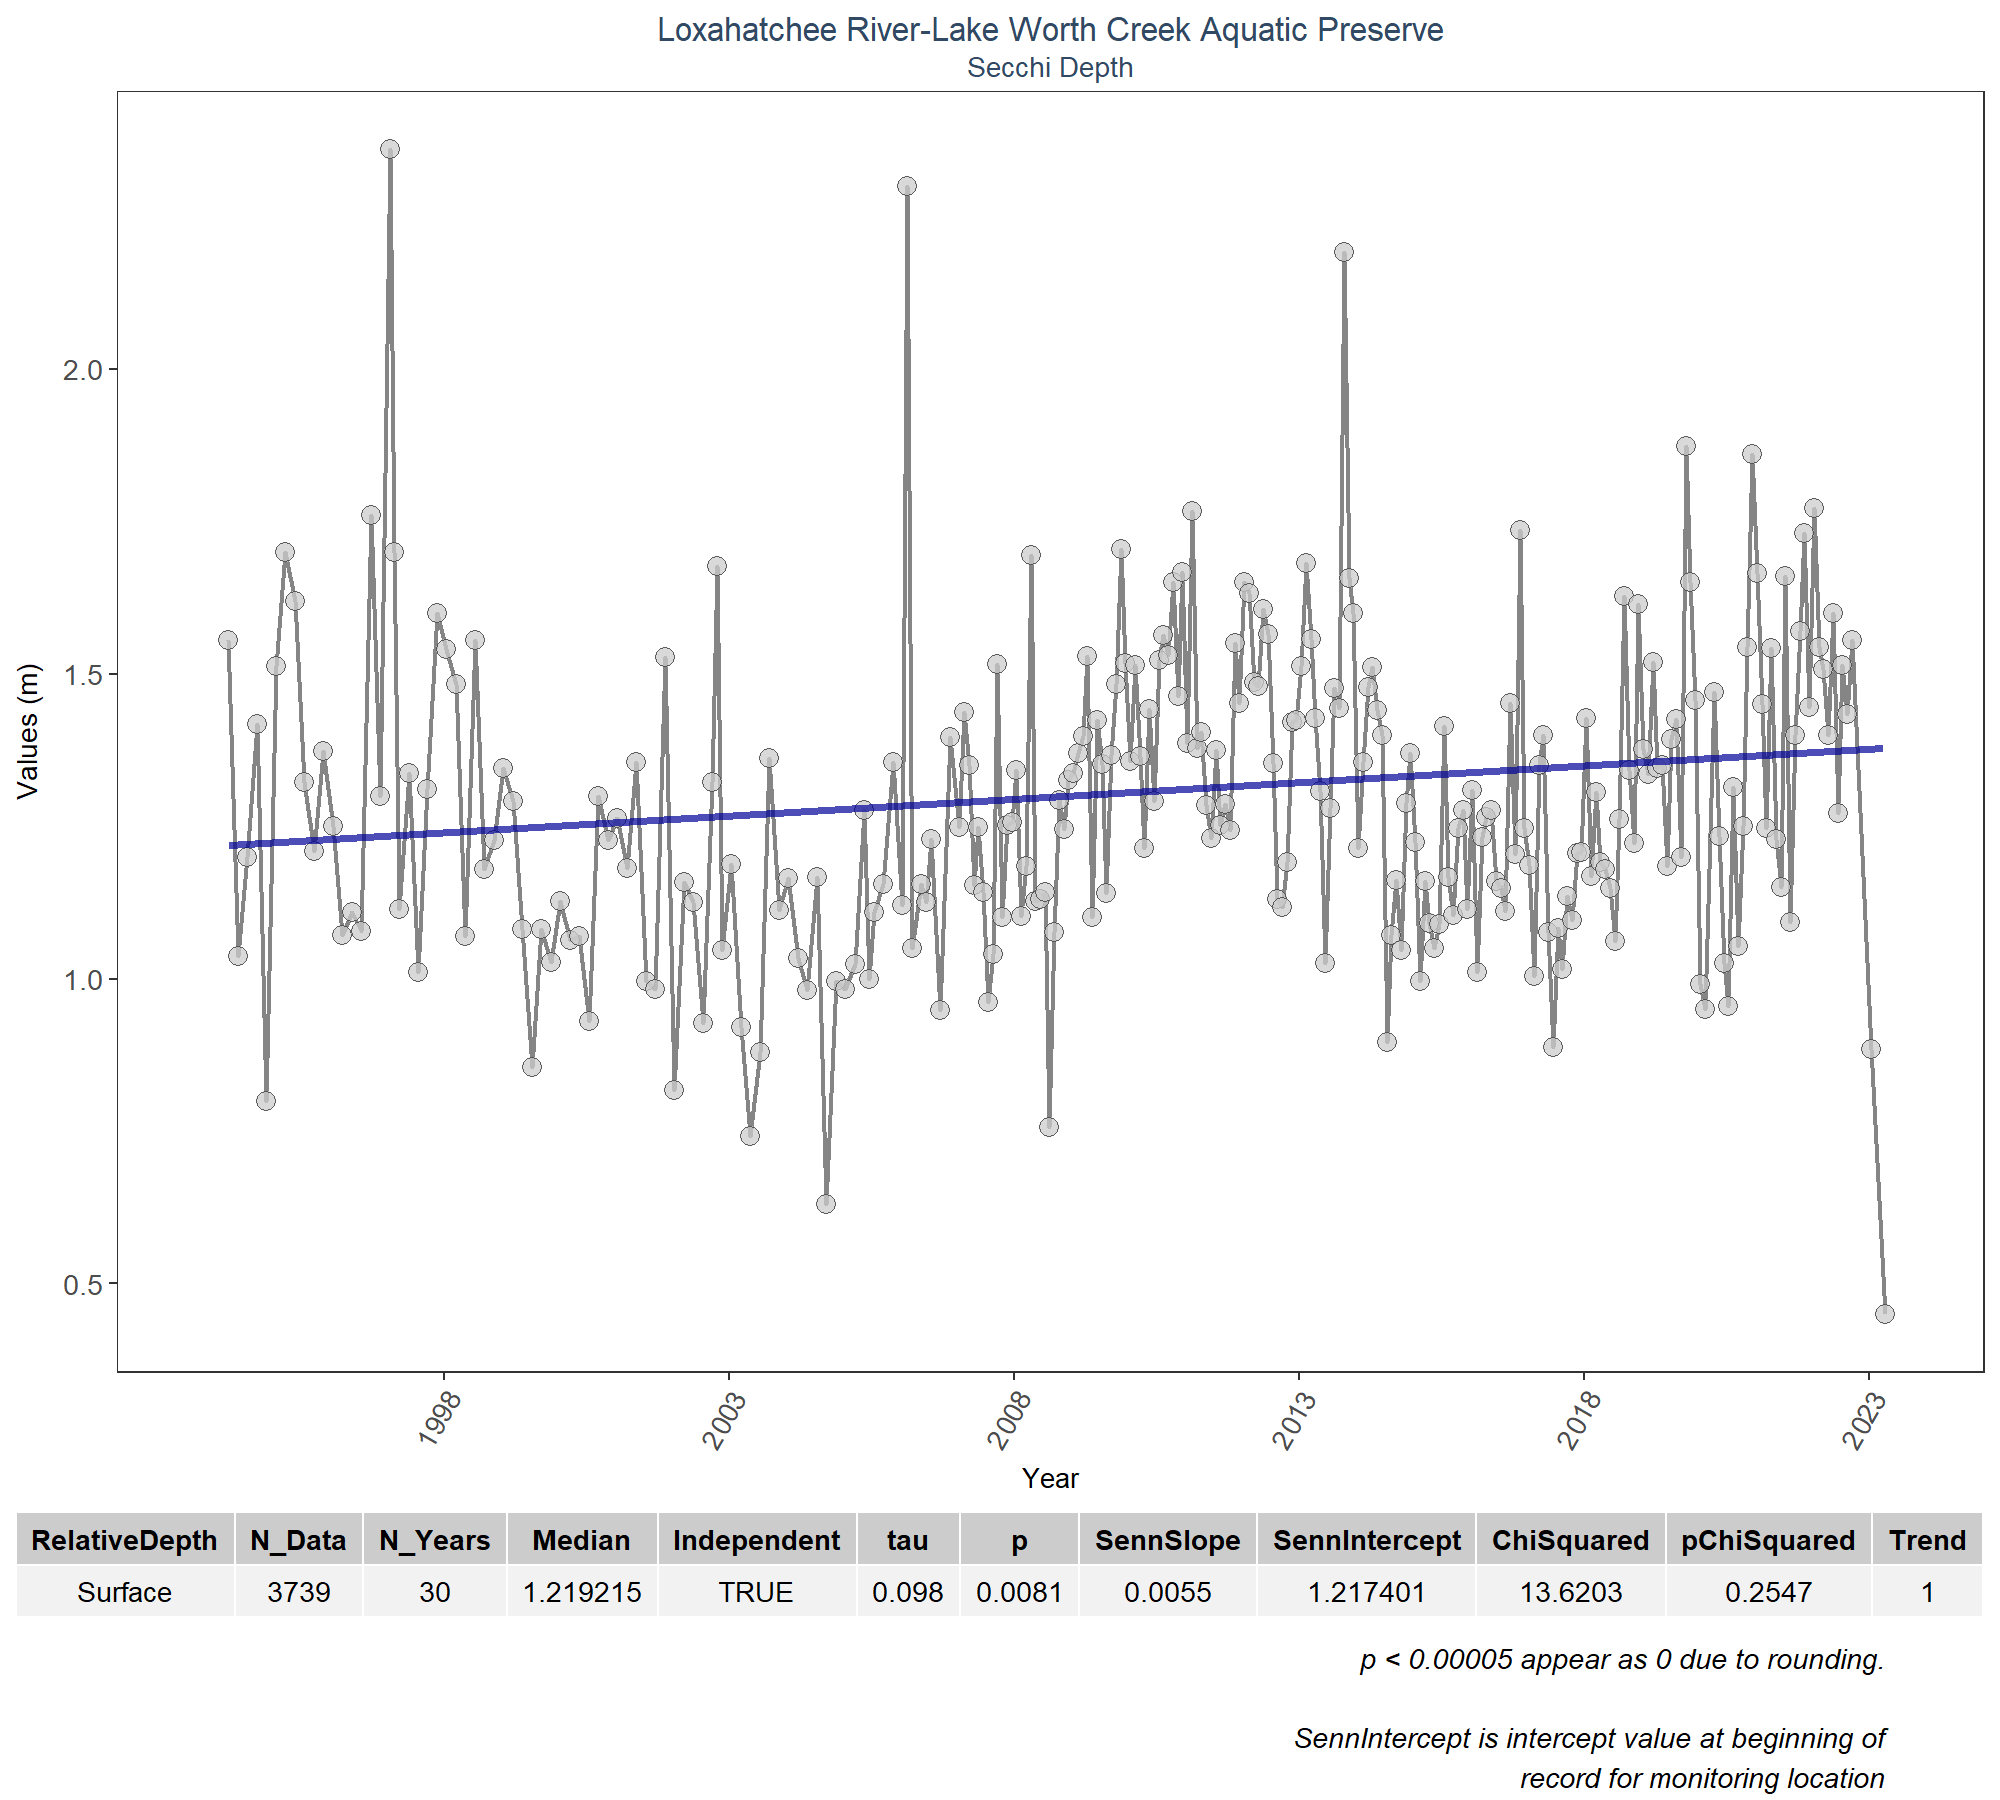 Loxahatchee River-Lake Worth Creek Aquatic Preserve
Secchi Depth
Values (m)
2.0
1.5
1.0
0.5
1998 2003 2008 2013 2018 2023
Year
RelativeDepth N_Data N_Years Median Independent tau p SennSlope SennIntercept ChiSquared pChiSquared Trend
Surface 3739 30 1.219215 TRUE 0.098 0.0081 0.0055 1.217401 13.6203 0.2547 1
p < 0.00005 appear as 0 due to rounding.
SennIntercept is intercept value at beginning of
record for monitoring location